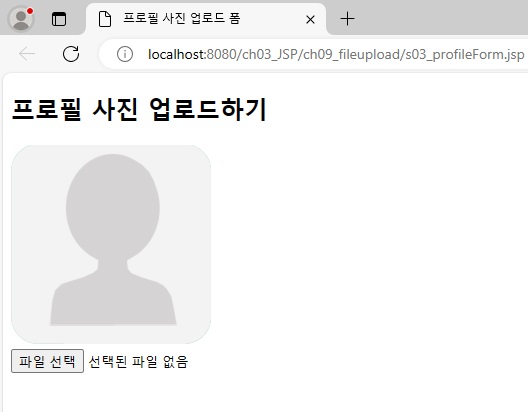 프로필 사진 업로드 폼
localhost:8080/ch03_JSP/ch09_fileupload/s03_profileForm.jsp
프로필 사진 업로드하기
파일 선택 선택된 파일 없음